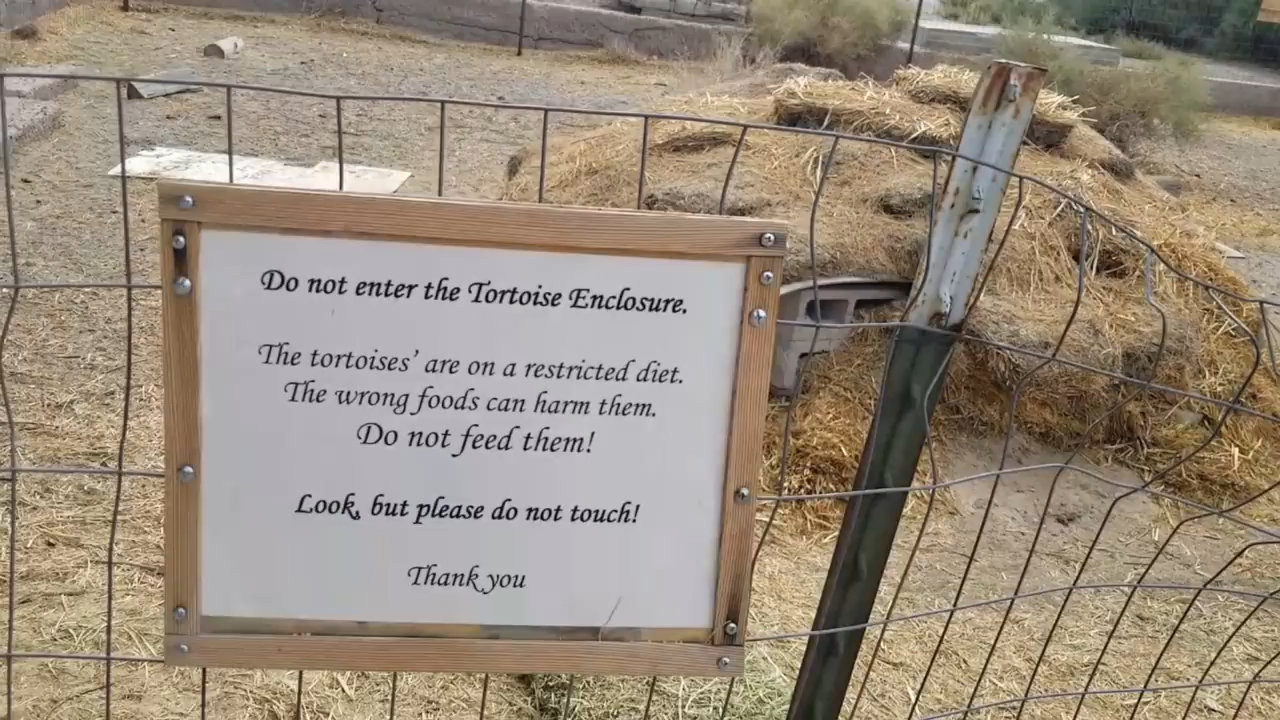 Do not enter the Tortoise Enclosure.
The tortoises’ are on a restricted diet.
The wrong foods can harm them.
Do not feed them!
Look, but please do not touch!
Thank you